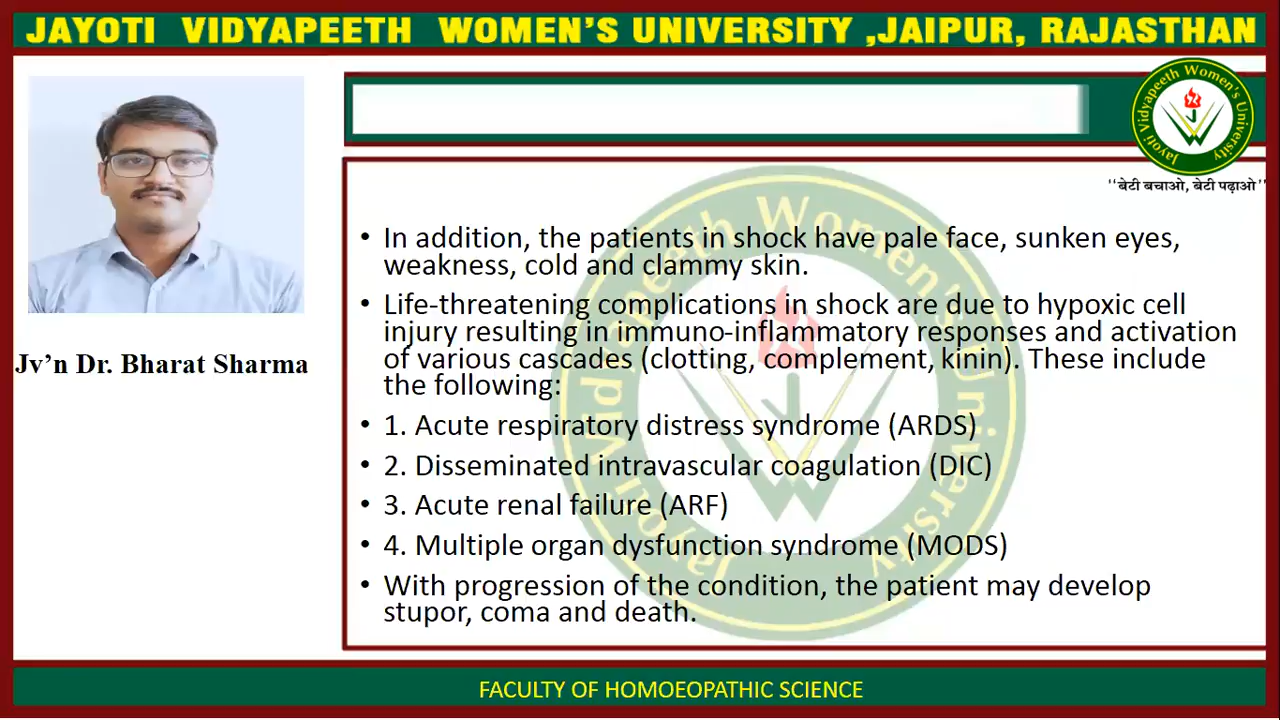 JAYOTI VIDYAPEETH WOMEN'S UNIVERSITY ,JAIPUR, RAJASTHAN
Jayoti Vidyapeeth Women's University
"बेटी बचाओ, बेटी पढ़ाओ"
Jv'n Dr. Bharat Sharma
• In addition, the patients in shock have pale face, sunken eyes,
weakness, cold and clammy skin.
• Life-threatening complications in shock are due to hypoxic cell
injury resulting in immuno-inflammatory responses and activation
of various cascades (clotting, complement, kinin). These include
the following:
• 1. Acute respiratory distress syndrome (ARDS)
• 2. Disseminated intravascular coagulation (DIC)
• 3. Acute renal failure (ARF)
• 4. Multiple organ dysfunction syndrome (MODS)
• With progression of the condition, the patient may develop
stupor, coma and death.
Jayoti Vidyapeeth Women's University
FACULTY OF HOMOEOPATHIC SCIENCE